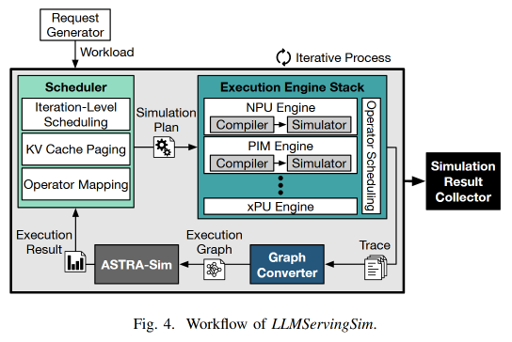 Request
Generator
Workload
Iterative Process
Scheduler
Iteration-Level
Scheduling
KV Cache Paging
Operator Mapping
Simulation
Plan
Execution Engine Stack
NPU Engine
Compiler
Simulator
PIM Engine
Compiler
Simulator
xPU Engine
Operator Scheduling
Simulation
Result
Collector
Execution
Result
ASTRA-Sim
Execution
Graph
Graph
Converter
Trace
Fig. 4. Workflow of LLMServingSim.